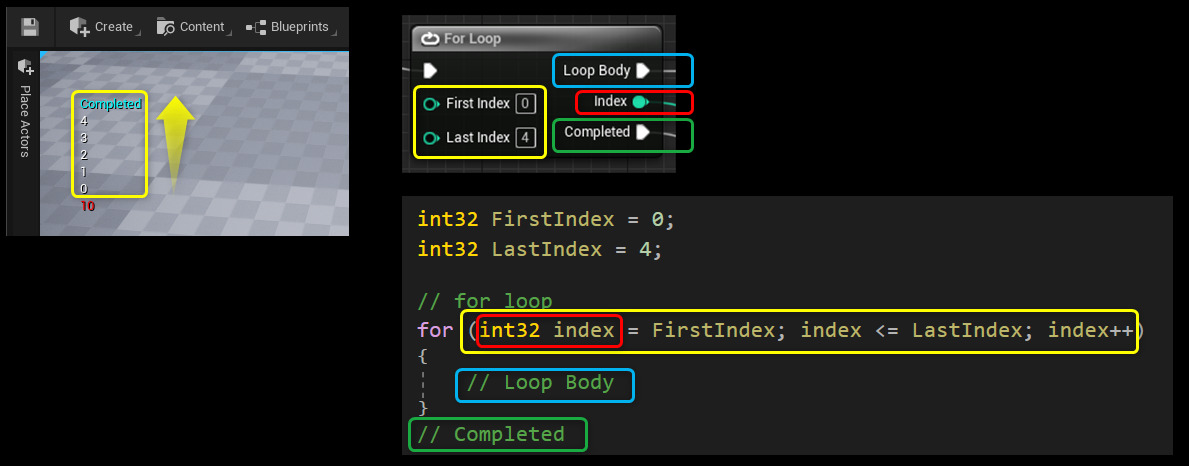 Create
Content
Blueprints
Place Actors
Completed
4
3
2
1
0
10
For Loop
Loop Body
First Index 0
Index
Last Index 4
Completed
int32 FirstIndex = 0;
int32 LastIndex = 4;
// for loop
for (int32 index = FirstIndex; index <= LastIndex; index++)
{
// Loop Body
}
// Completed